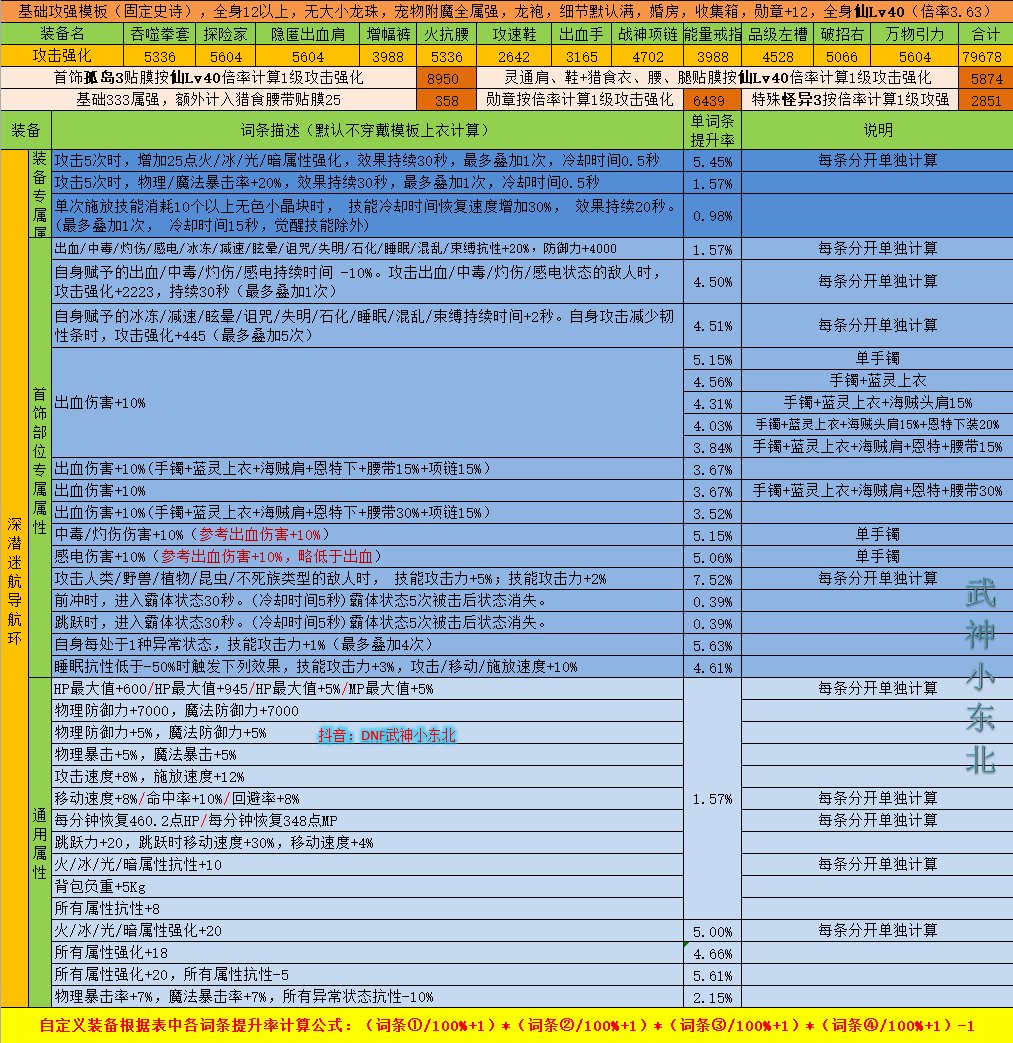 基础攻强模板（固定史诗），全身12以上，无大小龙珠，宠物附魔全属强，龙袍，细节默认满，婚房，收集箱，勋章+12，全身仙Lv40（倍率3.63）
装备名 吞噬拳套 探险家 隐匿出血肩 增幅裤 火抗腰 攻速鞋 出血手 战神项链 能量戒指 品级左槽 破招右 万物引力 合计
攻击强化 5336 5604 5604 3988 5336 2642 3165 4702 3988 4528 5066 5604 79678
首饰孤岛3贴膜按仙Lv40倍率计算1级攻击强化 8950 灵通肩、鞋+猎食衣、腰、腿贴膜按仙Lv40倍率计算1级攻击强化 5874
基础333属强，额外计入猎食腰带贴膜25 358 勋章按倍率计算1级攻击强化 6439 特殊怪异3按倍率计算1级攻强 2851
装备 词条描述（默认不穿戴模板上衣计算） 单词条提升率 说明
深潜迷航导航环
装备专属属
攻击5次时，增加25点火/冰/光/暗属性强化，效果持续30秒，最多叠加1次，冷却时间0.5秒 5.45% 每条分开单独计算
攻击5次时，物理/魔法暴击率+20%，效果持续30秒，最多叠加1次，冷却时间0.5秒 1.57%
单次施放技能消耗10个以上无色小晶块时， 技能冷却时间恢复速度增加30%， 效果持续20秒。
(最多叠加1次， 冷却时间15秒，觉醒技能除外) 0.98%
首饰部位专属属性
出血/中毒/灼伤/感电/冰冻/减速/眩晕/诅咒/失明/石化/睡眠/混乱/束缚抗性+20%，防御力+4000 1.57% 每条分开单独计算
自身赋予的出血/中毒/灼伤/感电持续时间 -10%。攻击出血/中毒/灼伤/感电状态的敌人时，
攻击强化+2223，持续30秒（最多叠加1次） 4.50% 每条分开单独计算
自身赋予的冰冻/减速/眩晕/诅咒/失明/石化/睡眠/混乱/束缚持续时间+2秒。自身攻击减少韧
性条时，攻击强化+445（最多叠加5次） 4.51% 每条分开单独计算
出血伤害+10%
5.15% 单手镯
4.56% 手镯+蓝灵上衣
4.31% 手镯+蓝灵上衣+海贼头肩15%
4.03% 手镯+蓝灵上衣+海贼头肩15%+恩特下装20%
3.84% 手镯+蓝灵上衣+海贼肩+恩特+腰带15%
出血伤害+10%(手镯+蓝灵上衣+海贼肩+恩特下+腰带15%+项链15%） 3.67%
出血伤害+10% 3.67% 手镯+蓝灵上衣+海贼肩+恩特+腰带30%
出血伤害+10%(手镯+蓝灵上衣+海贼肩+恩特下+腰带30%+项链15%） 3.52%
中毒/灼伤伤害+10%（参考出血伤害+10%） 5.15% 单手镯
感电伤害+10%（参考出血伤害+10%，略低于出血） 5.06% 单手镯
攻击人类/野兽/植物/昆虫/不死族类型的敌人时， 技能攻击力+5%；技能攻击力+2% 7.52% 每条分开单独计算
前冲时，进入霸体状态30秒。(冷却时间5秒)霸体状态5次被击后状态消失。 0.39%
跳跃时，进入霸体状态30秒。(冷却时间5秒)霸体状态5次被击后状态消失。 0.39%
自身每处于1种异常状态，技能攻击力+1%（最多叠加4次） 5.63%
睡眠抗性低于-50%时触发下列效果，技能攻击力+3%，攻击/移动/施放速度+10% 4.61%
通用属性
HP最大值+600/HP最大值+945/HP最大值+5%/MP最大值+5% 每条分开单独计算
物理防御力+7000，魔法防御力+7000
物理防御力+5%，魔法防御力+5% 抖音：DNF武神小东北
物理暴击+5%，魔法暴击+5%
攻击速度+8%，施放速度+12%
移动速度+8%/命中率+10%/回避率+8% 1.57% 每条分开单独计算
每分钟恢复460.2点HP/每分钟恢复348点MP 每条分开单独计算
跳跃力+20，跳跃时移动速度+30%，移动速度+4%
火/冰/光/暗属性抗性+10 每条分开单独计算
背包负重+5Kg
所有属性抗性+8
火/冰/光/暗属性强化+20 5.00% 每条分开单独计算
所有属性强化+18 4.66%
所有属性强化+20，所有属性抗性-5 5.61%
物理暴击率+7%，魔法暴击率+7%，所有异常状态抗性-10% 2.15%
武神小东北
自定义装备根据表中各词条提升率计算公式：（词条①/100%+1）*（词条②/100%+1）*（词条③/100%+1）*（词条④/100%+1）-1